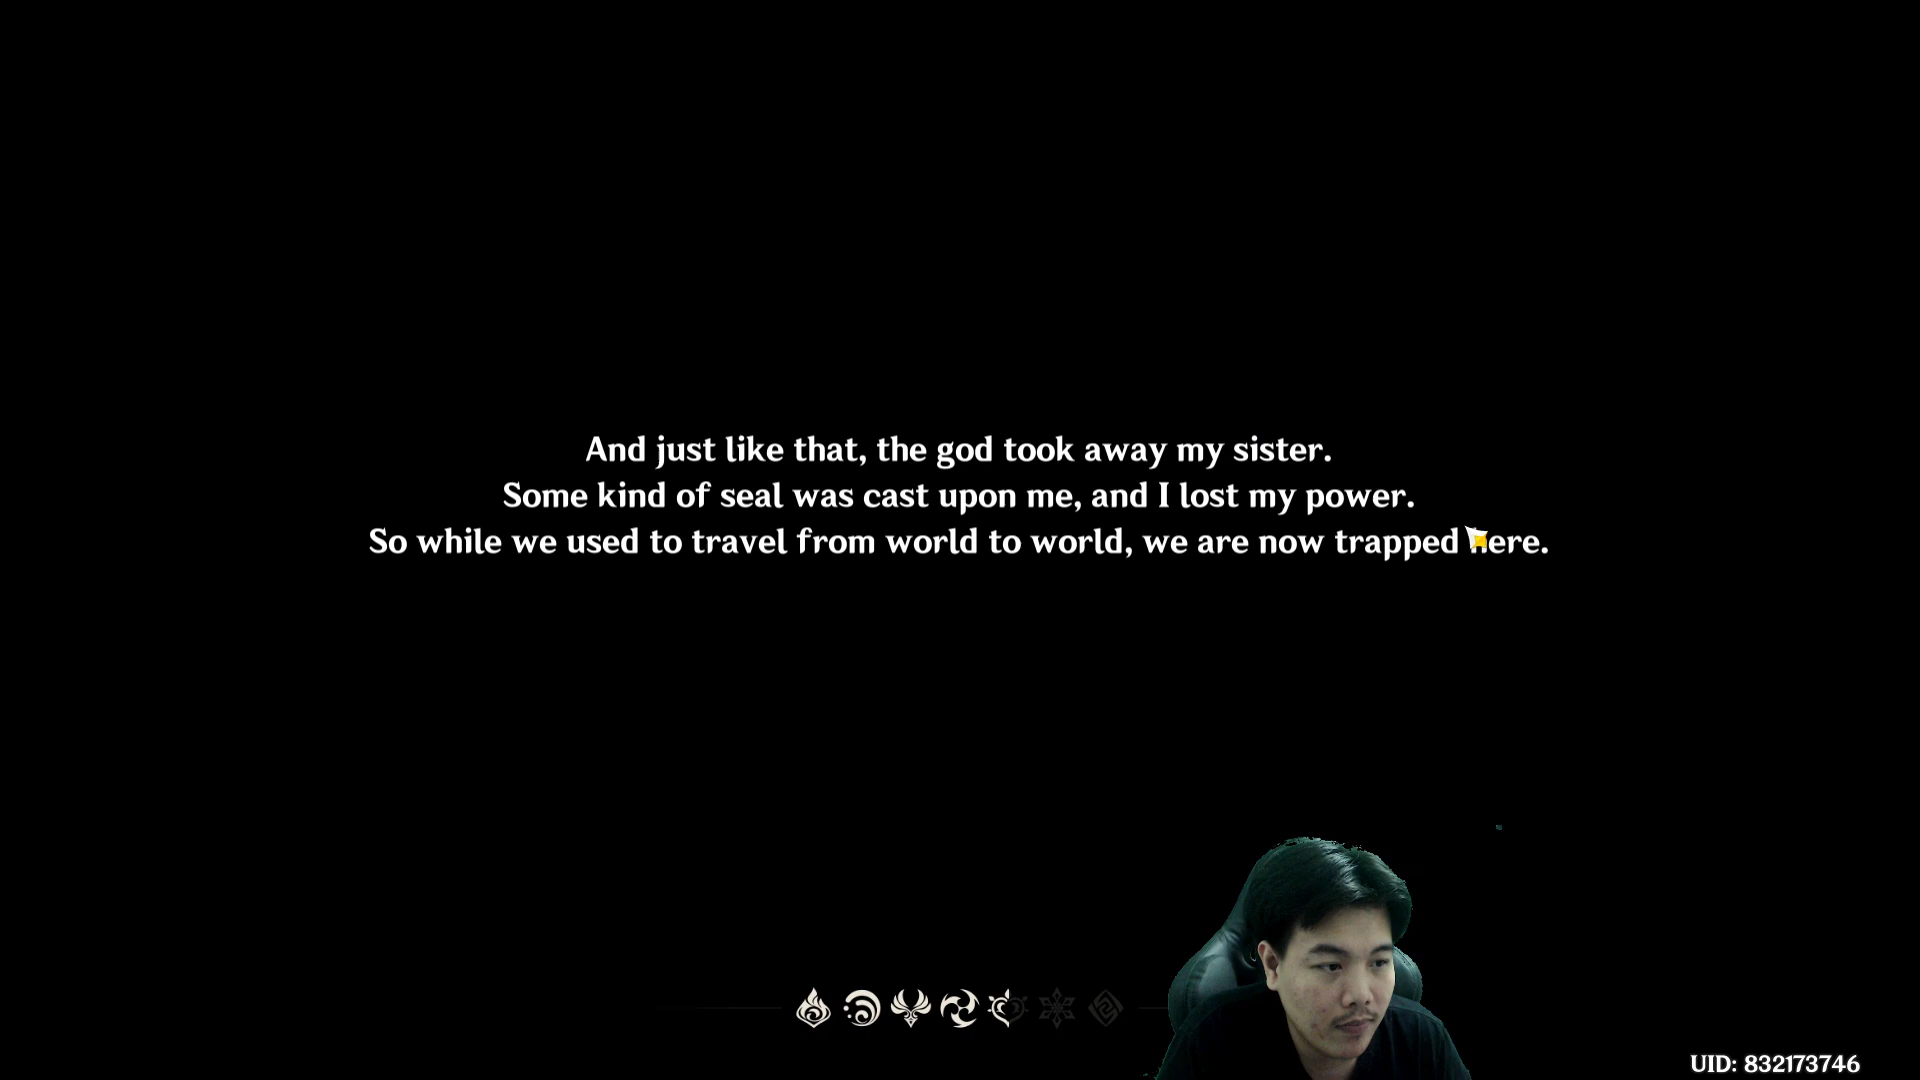 And just like that, the god took away my sister.
Some kind of seal was cast upon me, and I lost my power.
So while we used to travel from world to world, we are now trapped here.
UID: 832173746